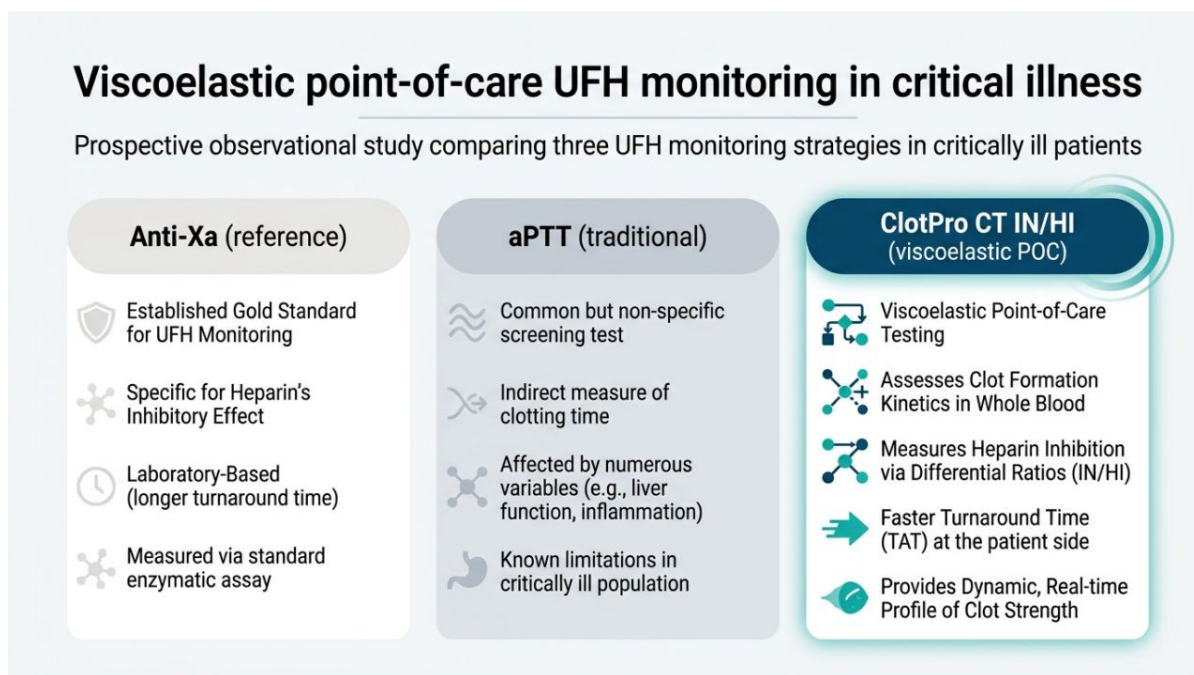 Viscoelastic point-of-care UFH monitoring in critical illness
Prospective observational study comparing three UFH monitoring strategies in critically ill patients
Anti-Xa (reference)
Established Gold Standard
for UFH Monitoring
Specific for Heparin's
Inhibitory Effect
Laboratory-Based
(longer turnaround time)
Measured via standard
enzymatic assay
aPTT (traditional)
Common but non-specific
screening test
Indirect measure of
clotting time
Affected by numerous
variables (e.g., liver
function, inflammation)
Known limitations in
critically ill population
ClotPro CT IN/HI
(viscoelastic POC)
Viscoelastic Point-of-Care
Testing
Assesses Clot Formation
Kinetics in Whole Blood
Measures Heparin Inhibition
via Differential Ratios (IN/HI)
Faster Turnaround Time
(TAT) at the patient side
Provides Dynamic, Real-time
Profile of Clot Strength